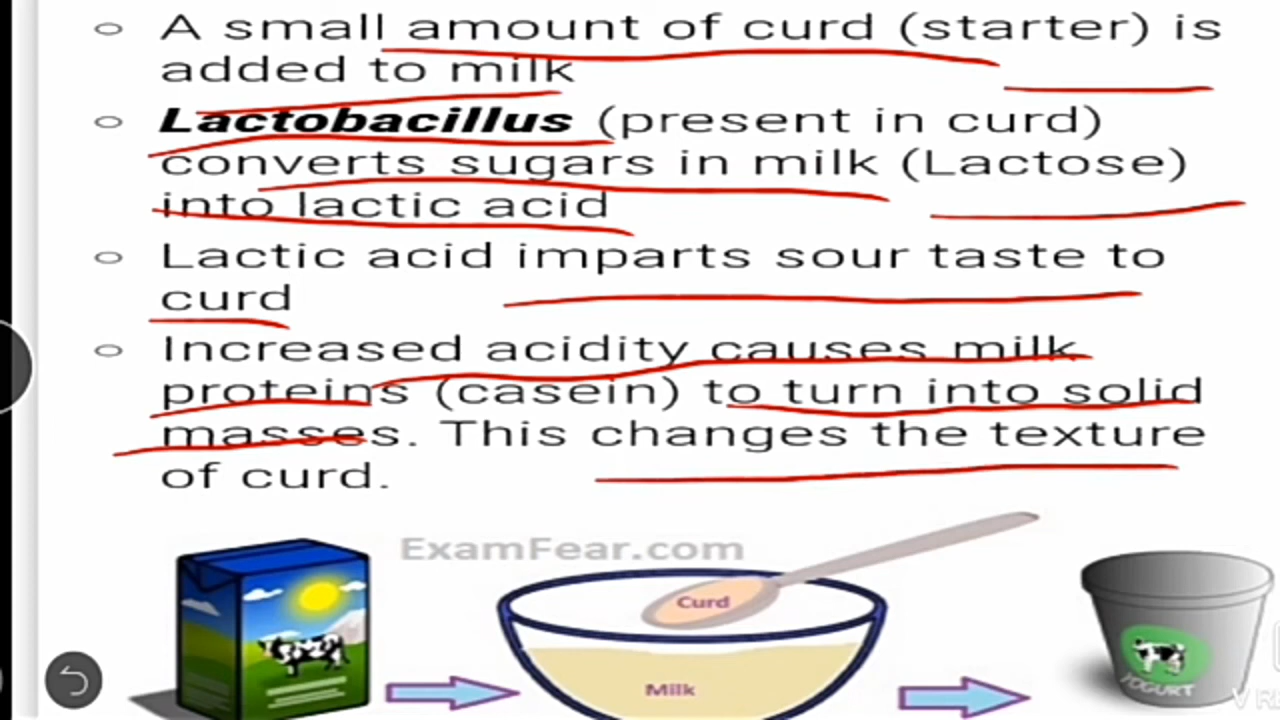 A small amount of curd (starter) is
added to milk
Lactobacillus (present in curd)
converts sugars in milk (Lactose)
into lactic acid
Lactic acid imparts sour taste to
curd
Increased acidity causes milk
proteins (casein) to turn into solid
masses. This changes the texture
of curd.
ExamFear.com
Curd
Milk
YOGURT